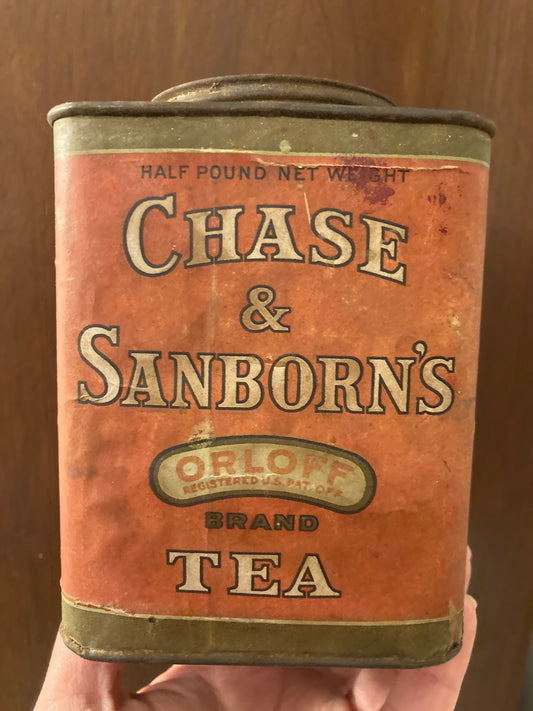 HALF POUND NET WEIGHT
CHASE
&
SANBORN'S
ORLOFF
REGISTERED U.S. PAT. OFF.
BRAND
TEA